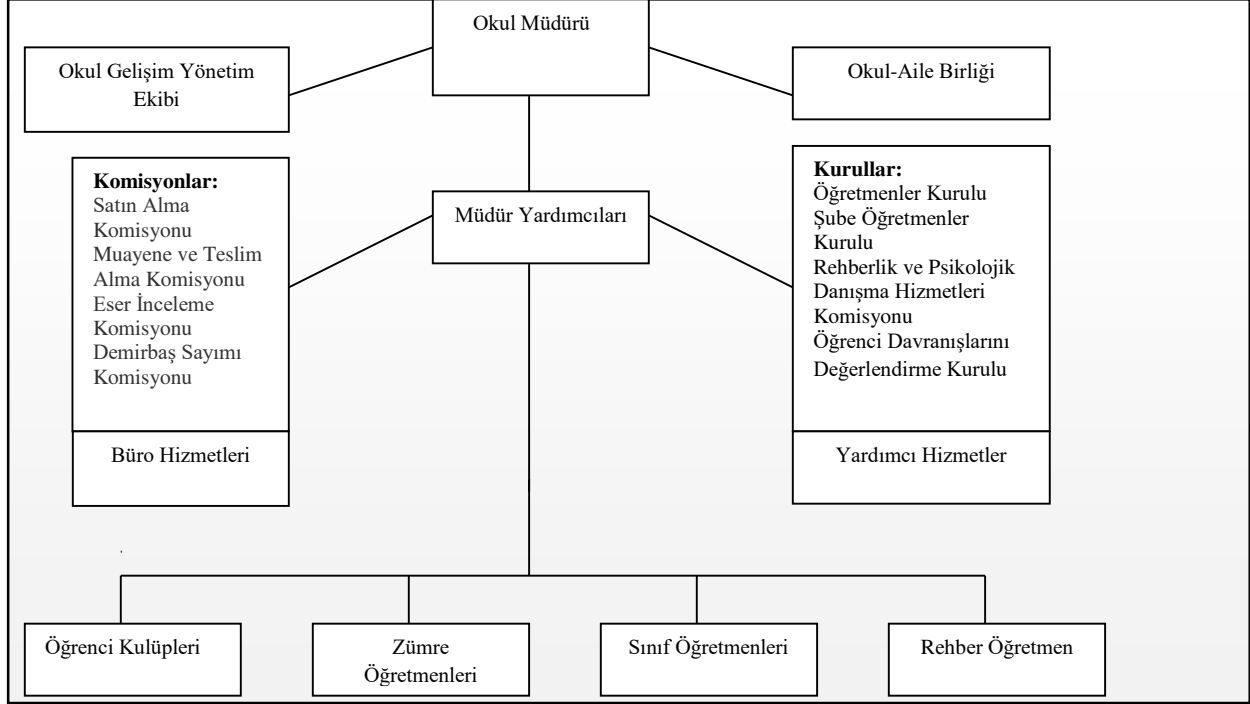 Okul Müdürü
Okul Gelişim Yönetim
Ekibi
Okul-Aile Birliği
Komisyonlar:
Satın Alma
Komisyonu
Muayene ve Teslim
Alma Komisyonu
Eser İnceleme
Komisyonu
Demirbaş Sayımı
Komisyonu
Müdür Yardımcıları
Kurullar:
Öğretmenler Kurulu
Şube Öğretmenler
Kurulu
Rehberlik ve Psikolojik
Danışma Hizmetleri
Komisyonu
Öğrenci Davranışlarını
Değerlendirme Kurulu
Büro Hizmetleri
Yardımcı Hizmetler
Öğrenci Kulüpleri
Zümre
Öğretmenleri
Sınıf Öğretmenleri
Rehber Öğretmen